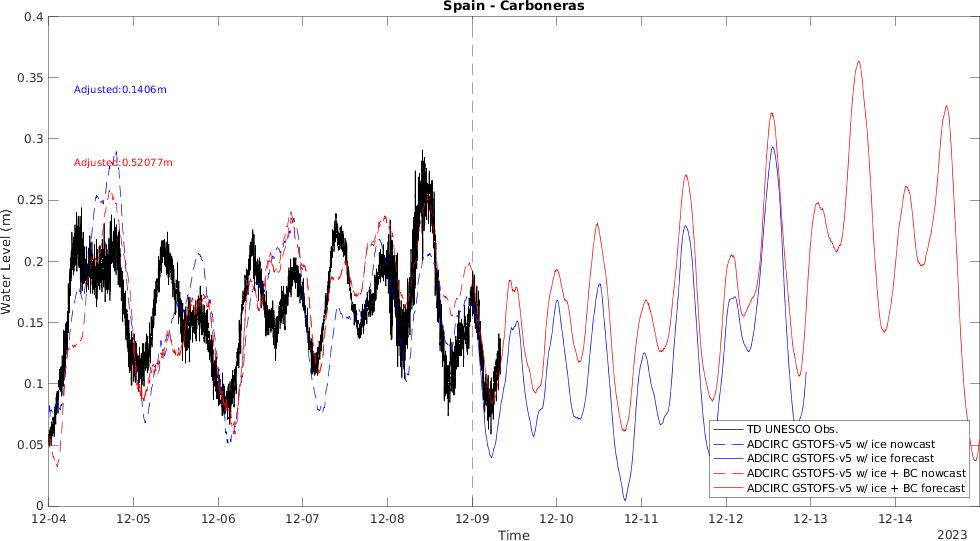 Spain - Carboneras
0.4
0.35
0.3
0.25
0.2
0.15
0.1
0.05
0
Water Level (m)
Adjusted:0.1406m
Adjusted:0.52077m
TD UNESCO Obs.
ADCIRC GSTOFS-v5 w/ ice nowcast
ADCIRC GSTOFS-v5 w/ ice forecast
ADCIRC GSTOFS-v5 w/ ice + BC nowcast
ADCIRC GSTOFS-v5 w/ ice + BC forecast
12-04 12-05 12-06 12-07 12-08 12-09 12-10 12-11 12-12 12-13 12-14
Time
2023